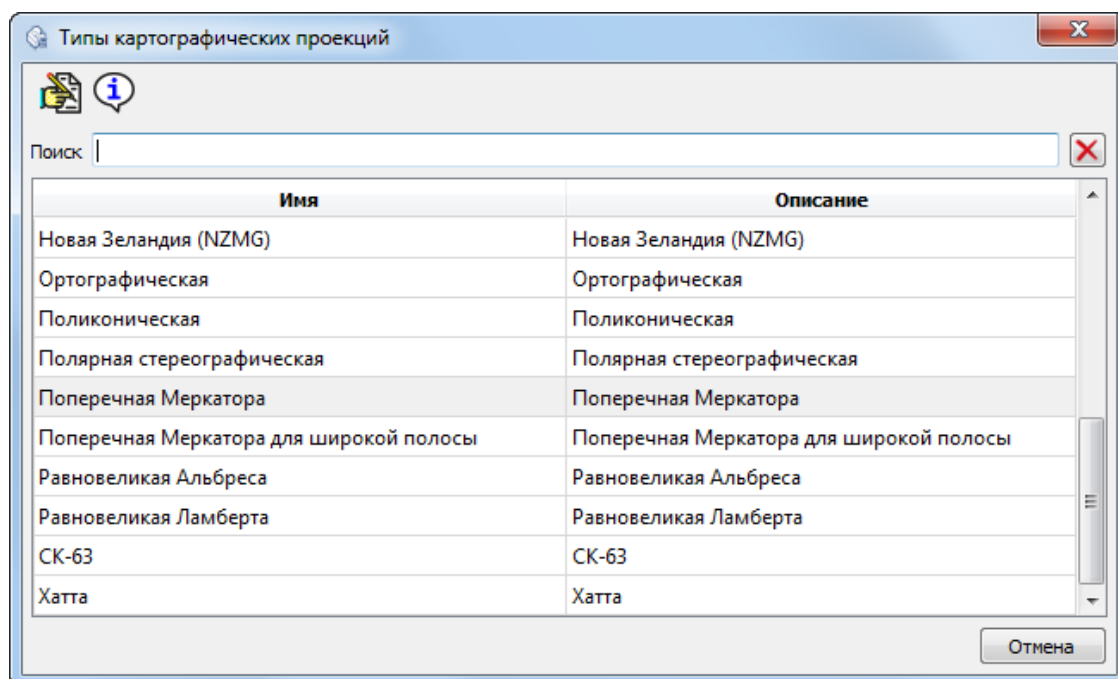 Типы картографических проекций
Поиск
Имя Описание
Новая Зеландия (NZMG) Новая Зеландия (NZMG)
Ортографическая Ортографическая
Поликоническая Поликоническая
Полярная стереографическая Полярная стереографическая
Поперечная Меркатора Поперечная Меркатора
Поперечная Меркатора для широкой полосы Поперечная Меркатора для широкой полосы
Равновеликая Альбреса Равновеликая Альбреса
Равновеликая Ламберта Равновеликая Ламберта
СК-63 СК-63
Хатта Хатта
Отмена